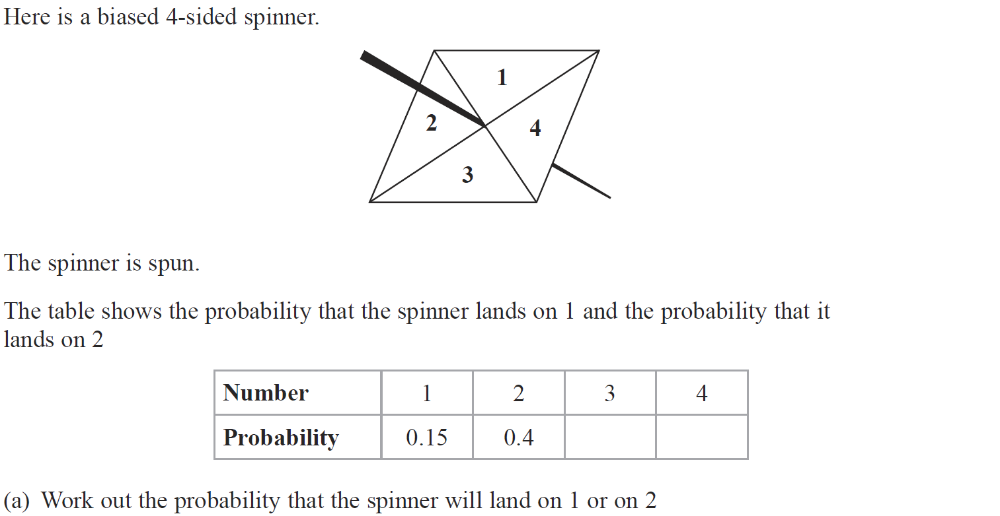 Here is a biased 4-sided spinner.
1
2
4
3
The spinner is spun.
The table shows the probability that the spinner lands on 1 and the probability that it
lands on 2
Number 1 2 3 4
Probability 0.15 0.4
(a) Work out the probability that the spinner will land on 1 or on 2